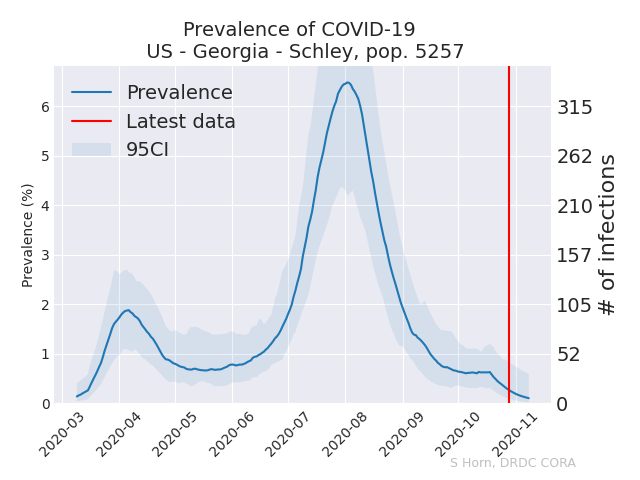 Prevalence of COVID-19
US - Georgia - Schley, pop. 5257
Prevalence
Latest data
95CI
Prevalence (%)
6
5
4
3
2
1
0
315
262
210
157
105
52
0
# of infections
2020-03
2020-04
2020-05
2020-06
2020-07
2020-08
2020-09
2020-10
2020-11
S Horn, DRDC CORA